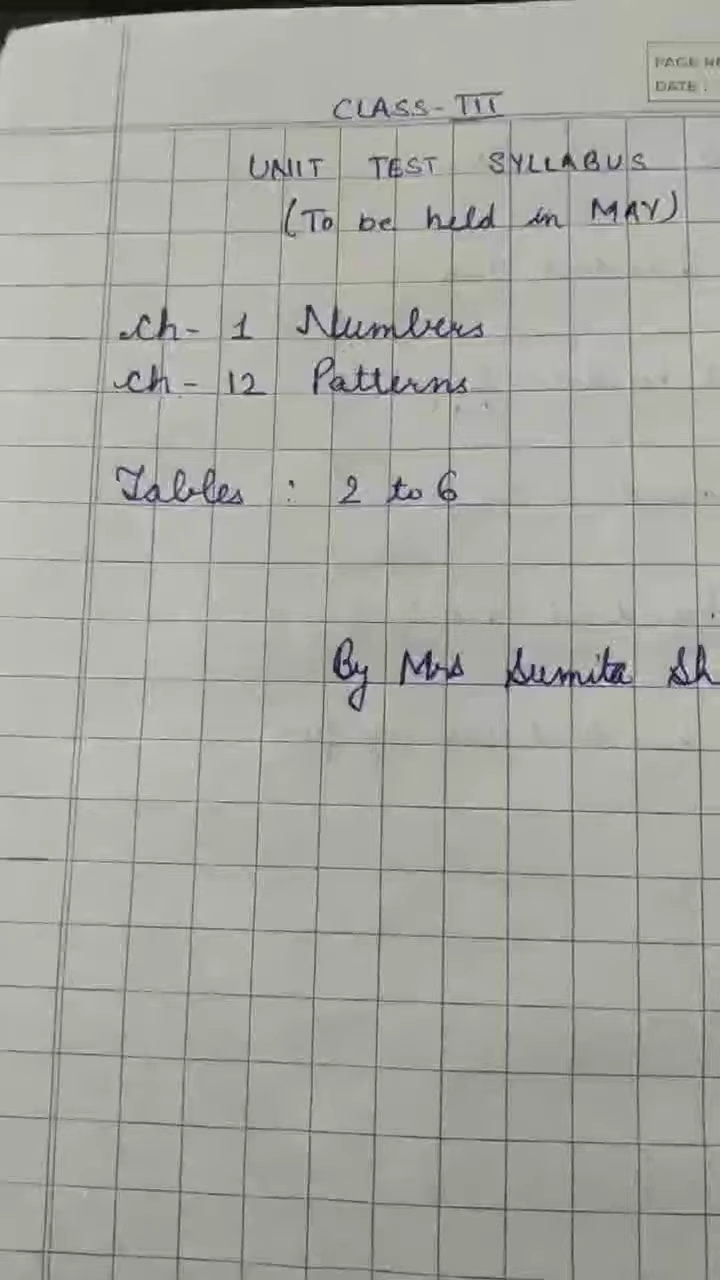 PAGE
DATE :
CLASS - III
UNIT TEST SYLLABUS
(To be held in MAY)
Ch - 1 Numbers
Ch - 12 Patterns
Tables : 2 to 6
By Mrs Sumita Sh